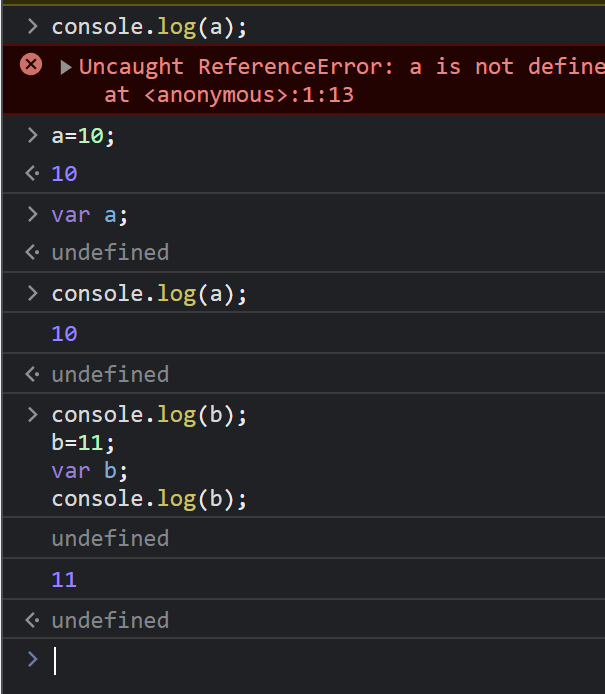 > console.log(a);
▶Uncaught ReferenceError: a is not define
at <anonymous>:1:13
> a=10;
10
> var a;
undefined
> console.log(a);
10
undefined
> console.log(b);
b=11;
var b;
console.log(b);
undefined
11
undefined
>